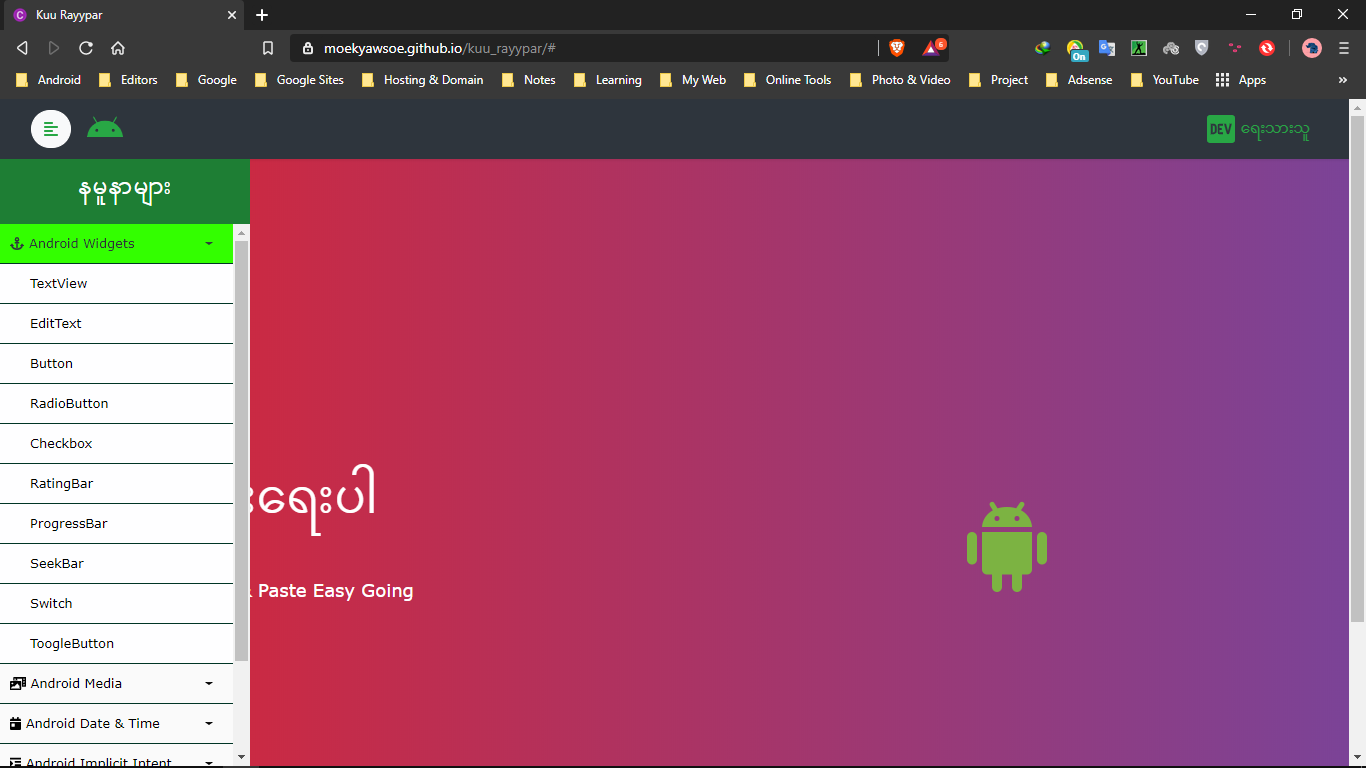 Kuu Rayypar
moekyawsoe.github.io/kuu_rayypar/#
6
On
Android Editors Google Google Sites Hosting & Domain Notes Learning My Web Online Tools Photo & Video Project Adsense YouTube Apps »
DEV ရေးသားသူ
နမူနာများ
Android Widgets
TextView
EditText
Button
RadioButton
Checkbox
RatingBar
ProgressBar
SeekBar
Switch
ToogleButton
Android Media
Android Date & Time
Android Implicit Intent
ရေးပါ
Paste Easy Going